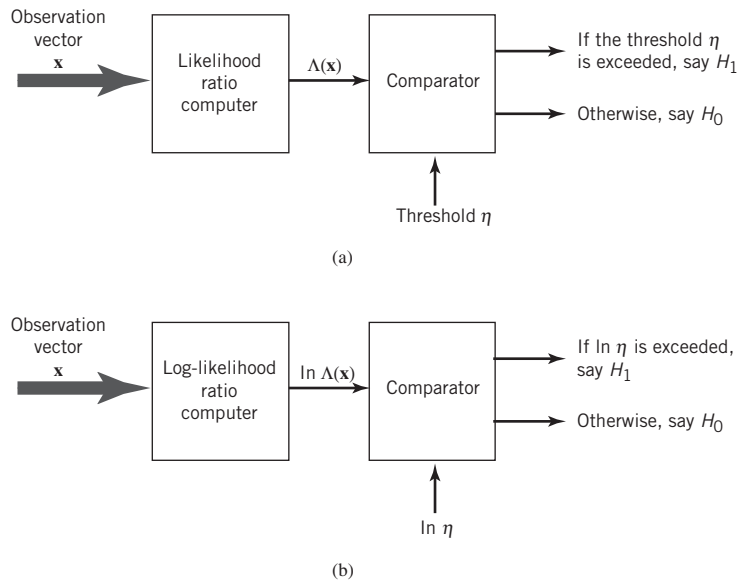 Observation
vector
x
Likelihood
ratio
computer
Λ(x)
Comparator
If the threshold η
is exceeded, say H₁
Otherwise, say H₀
Threshold η
(a)
Observation
vector
x
Log-likelihood
ratio
computer
ln Λ(x)
Comparator
If ln η is exceeded,
say H₁
Otherwise, say H₀
ln η
(b)